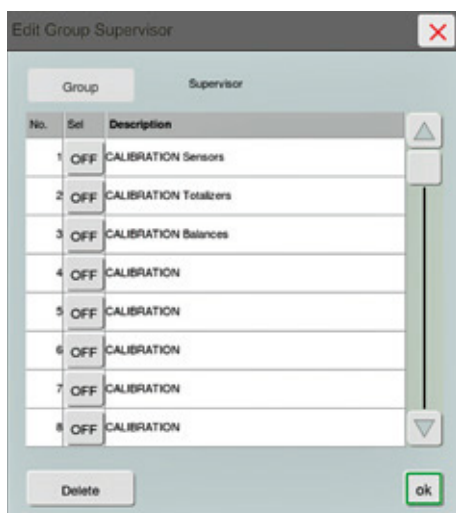 Edit Group Supervisor
Group Supervisor
No. Sel Description
1 OFF CALIBRATION Sensors
2 OFF CALIBRATION Totalizers
3 OFF CALIBRATION Balances
4 OFF CALIBRATION
5 OFF CALIBRATION
6 OFF CALIBRATION
7 OFF CALIBRATION
8 OFF CALIBRATION
Delete ok